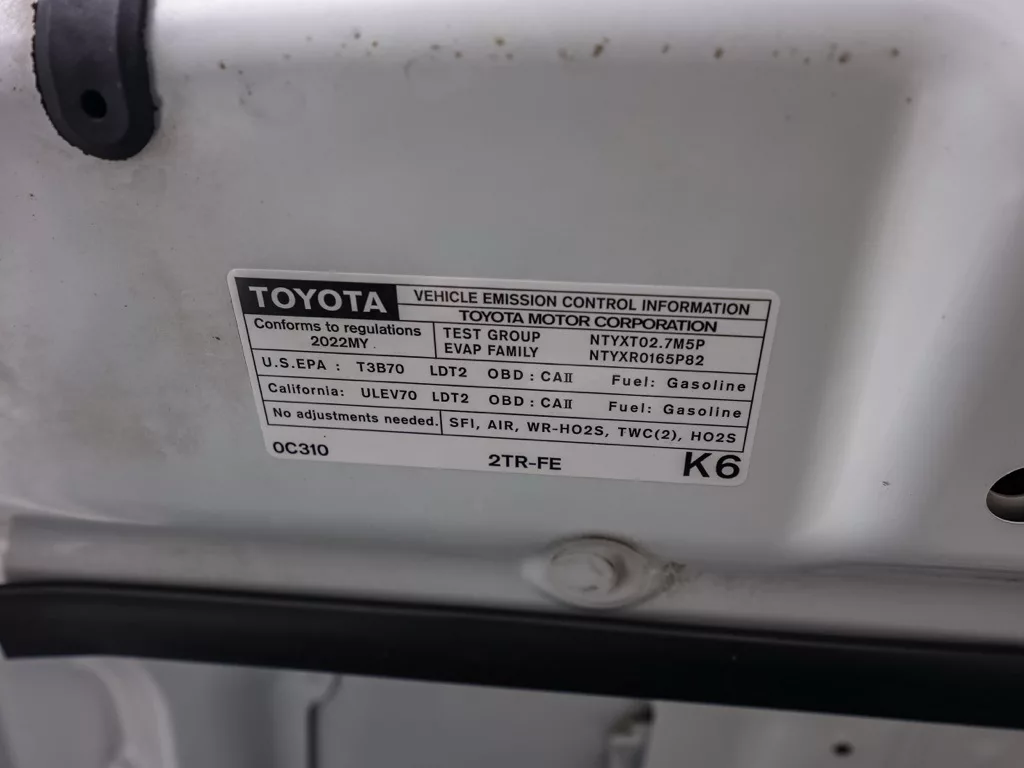 TOYOTA
VEHICLE EMISSION CONTROL INFORMATION
TOYOTA MOTOR CORPORATION
Conforms to regulations
2022MY
TEST GROUP NTYXT02.7M5P
EVAP FAMILY NTYXR0165P82
U.S.EPA : T3B70 LDT2 OBD : CAⅡ Fuel: Gasoline
California: ULEV70 LDT2 OBD : CAⅡ Fuel: Gasoline
No adjustments needed. SFI, AIR, WR-HO2S, TWC(2), HO2S
0C310 2TR-FE K6